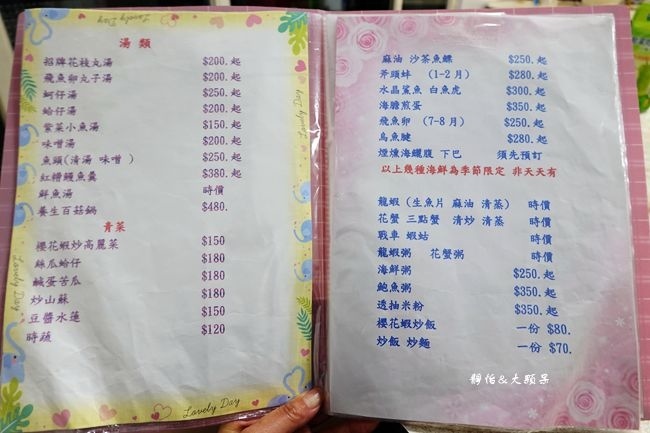 Lovely Day
湯類
招牌花枝丸湯 $200.起
飛魚卵丸子湯 $200.起
蚵仔湯 $250.起
蛤仔湯 $200.起
紫菜小魚湯 $150.起
味噌湯 $200.起
魚頭(清湯 味噌 ) $250.起
紅糟鰻魚羹 $380.起
鮮魚湯 時價
養生百菇鍋 $480.
青菜
櫻花蝦炒高麗菜 $150
絲瓜蛤仔 $180
鹹蛋苦瓜 $180
炒山蘇 $180
豆醬水蓮 $150
時蔬 $120
Lovely Day
Lovely Day
Lovely Day
麻油 沙茶魚鰾 $250.起
斧頭蚌 (1-2月) $280.起
水晶鯊魚 白魚虎 $300.起
海膽煎蛋 $350.起
飛魚卵 (7-8月) $250.起
烏魚腱 $280.起
煙燻海鱺腹 下巴 須先預訂
以上幾種海鮮為季節限定 非天天有
龍蝦(生魚片 麻油 清蒸) 時價
花蟹 三點蟹 清炒 清蒸 時價
戰車 蝦蛄 時價
龍蝦粥 花蟹粥 時價
海鮮粥 $250.起
鮑魚粥 $350.起
透抽米粉 $350.起
櫻花蝦炒飯 一份 $80.
炒飯 炒麵 一份 $70.
靜怡&大顆呆